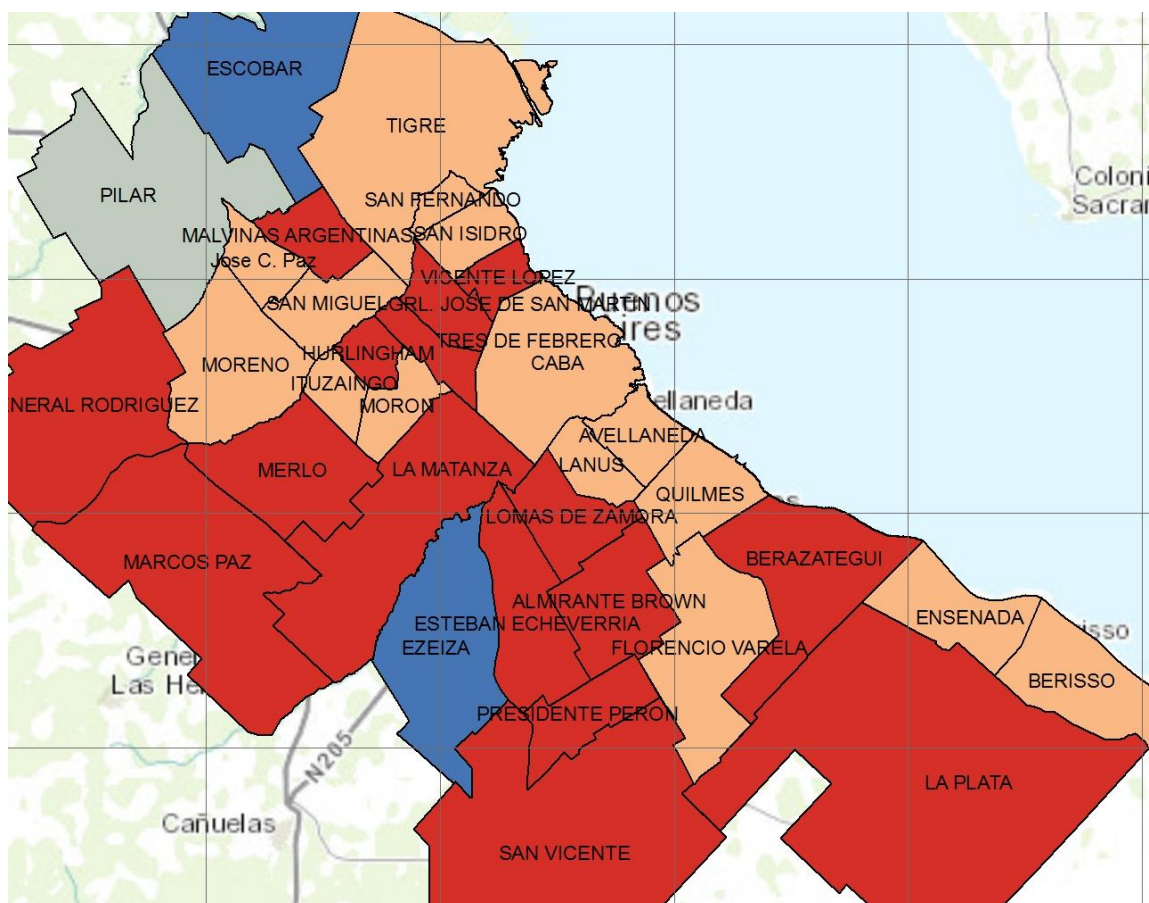 ESCOBAR
TIGRE
PILAR
Coloni
Sacrar
SAN FERNANDO
MALVINAS ARGENTINAS
SAN ISIDRO
Jose C. Paz
VICENTE LOPEZ
SAN MIGUEL
GRL. JOSE DE SAN MARTIN
Buenos
Aires
HURLINGHAM
TRES DE FEBRERO
CABA
MORENO
ITUZAINGO
MORON
GENERAL RODRIGUEZ
ellaneda
AVELLANEDA
MERLO
LA MATANZA
LANUS
QUILMES
LOMAS DE ZAMORA
MARCOS PAZ
BERAZATEGUI
ALMIRANTE BROWN
ESTEBAN ECHEVERRIA
ENSENADA
risso
EZEIZA
FLORENCIO VARELA
Gener
Las He
BERISSO
PRESIDENTE PERON
N205
LA PLATA
Cañuelas
SAN VICENTE